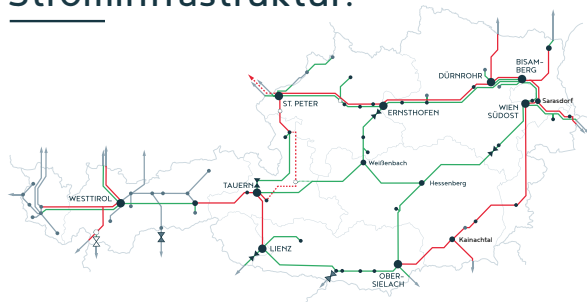 Strominfrastruktur.
BISAM-
BERG
DÜRNROHR
ST. PETER
ERNSTHOFEN
WIEN
SÜDOST
Sarasdorf
Weißenbach
TAUERN
Hessenberg
WESTTIROL
Kainachtal
LIENZ
OBER-
SIELACH